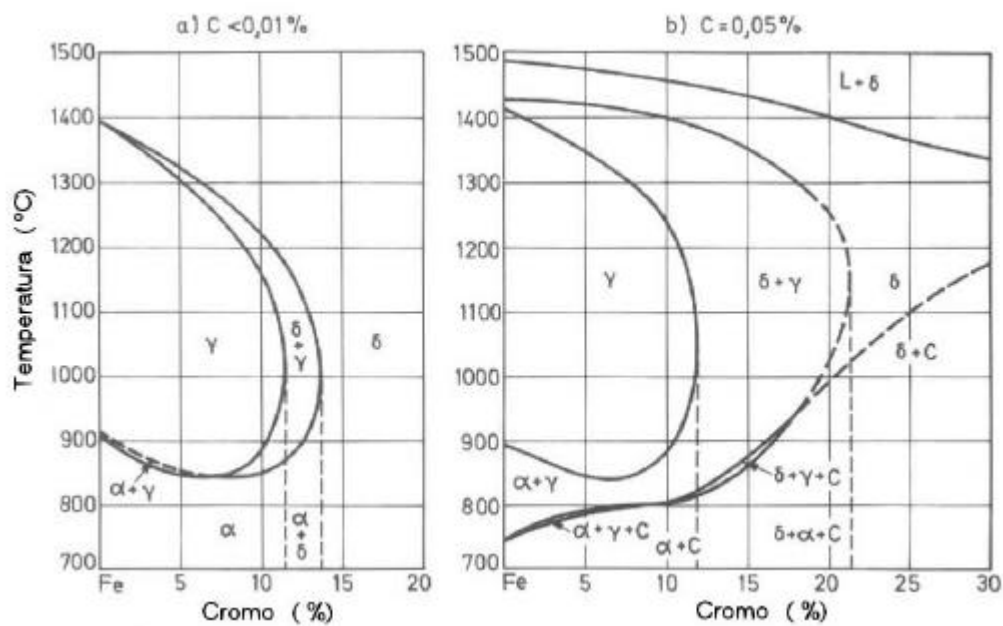 a) C < 0,01 %
b) C = 0,05 %
Temperatura (°C)
1500
1400
1300
1200
1100
1000
900
800
700
γ
δ
+
γ
δ
α+γ
α
α
+
δ
Fe
5
10
15
20
Cromo (%)
1500
1400
1300
1200
1100
1000
900
800
700
L+δ
γ
δ+γ
δ
δ+C
α+γ
δ+γ+C
α+γ+C
α+C
δ+α+C
Fe
5
10
15
20
25
30
Cromo (%)